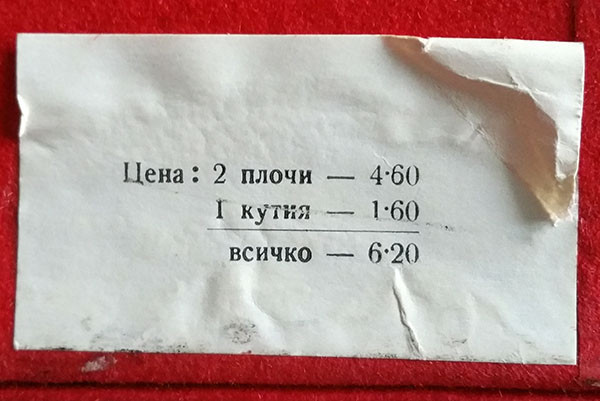 Цена: 2 плочи — 4·60
1 кутия — 1·60
всичко — 6·20